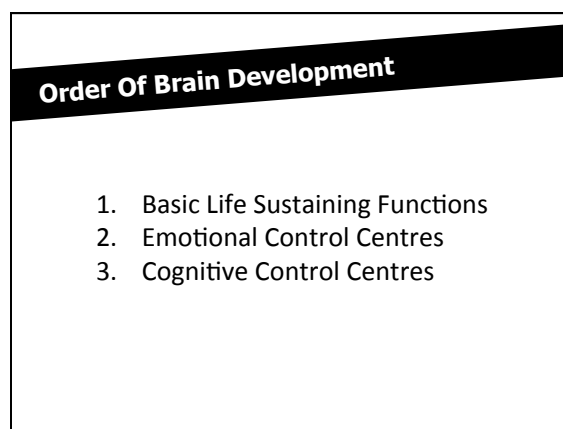 Order Of Brain Development
1. Basic Life Sustaining Functions
2. Emotional Control Centres
3. Cognitive Control Centres